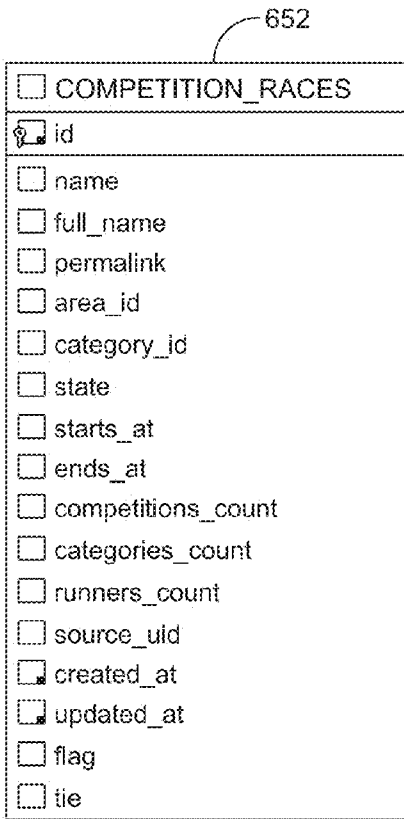 652
COMPETITION_RACES
id
name
full_name
permalink
area_id
category_id
state
starts_at
ends_at
competitions_count
categories_count
runners_count
source_uid
created_at
updated_at
flag
tie